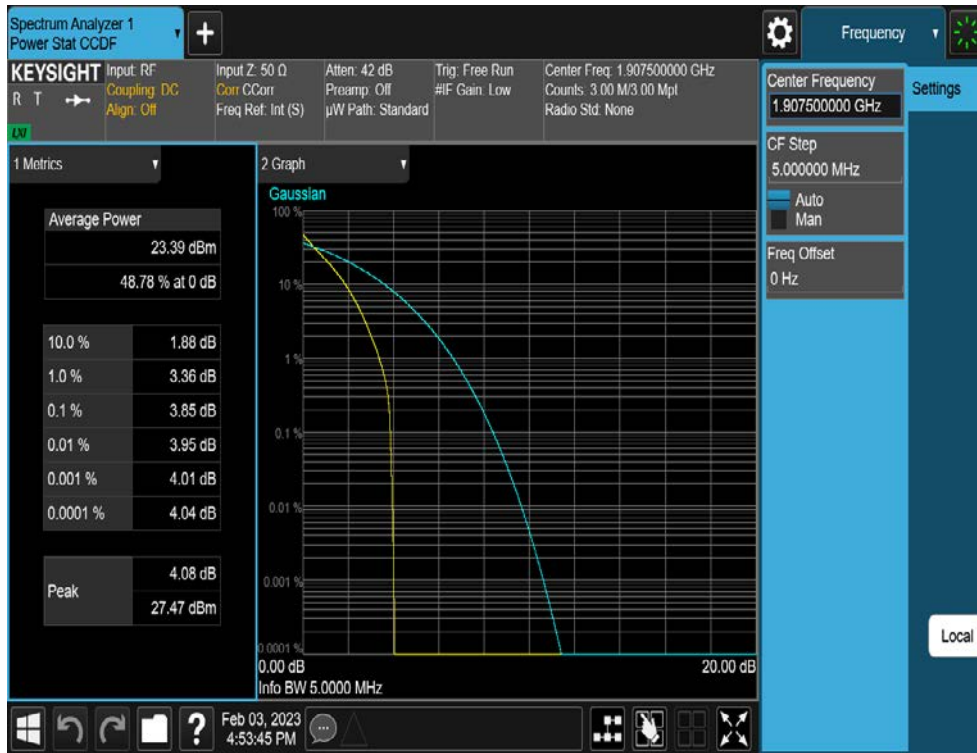 Spectrum Analyzer 1
Power Stat CCDF
+
Frequency
KEYSIGHT
R T
LXI
Input: RF
Coupling: DC
Align: Off
Input Z: 50 Ω
Corr CCorr
Freq Ref: Int (S)
Atten: 42 dB
Preamp: Off
µW Path: Standard
Trig: Free Run
#IF Gain: Low
Center Freq: 1.907500000 GHz
Counts: 3.00 M/3.00 Mpt
Radio Std: None
Center Frequency
1.907500000 GHz
Settings
CF Step
5.000000 MHz
Auto
Man
Freq Offset
0 Hz
Local
1 Metrics
Average Power
23.39 dBm
48.78 % at 0 dB
10.0 % 1.88 dB
1.0 % 3.36 dB
0.1 % 3.85 dB
0.01 % 3.95 dB
0.001 % 4.01 dB
0.0001 % 4.04 dB
Peak
4.08 dB
27.47 dBm
2 Graph
Gaussian
100 %
10 %
1 %
0.1 %
0.01 %
0.001 %
0.0001 %
0.00 dB 20.00 dB
Info BW 5.0000 MHz
?
Feb 03, 2023
4:53:45 PM